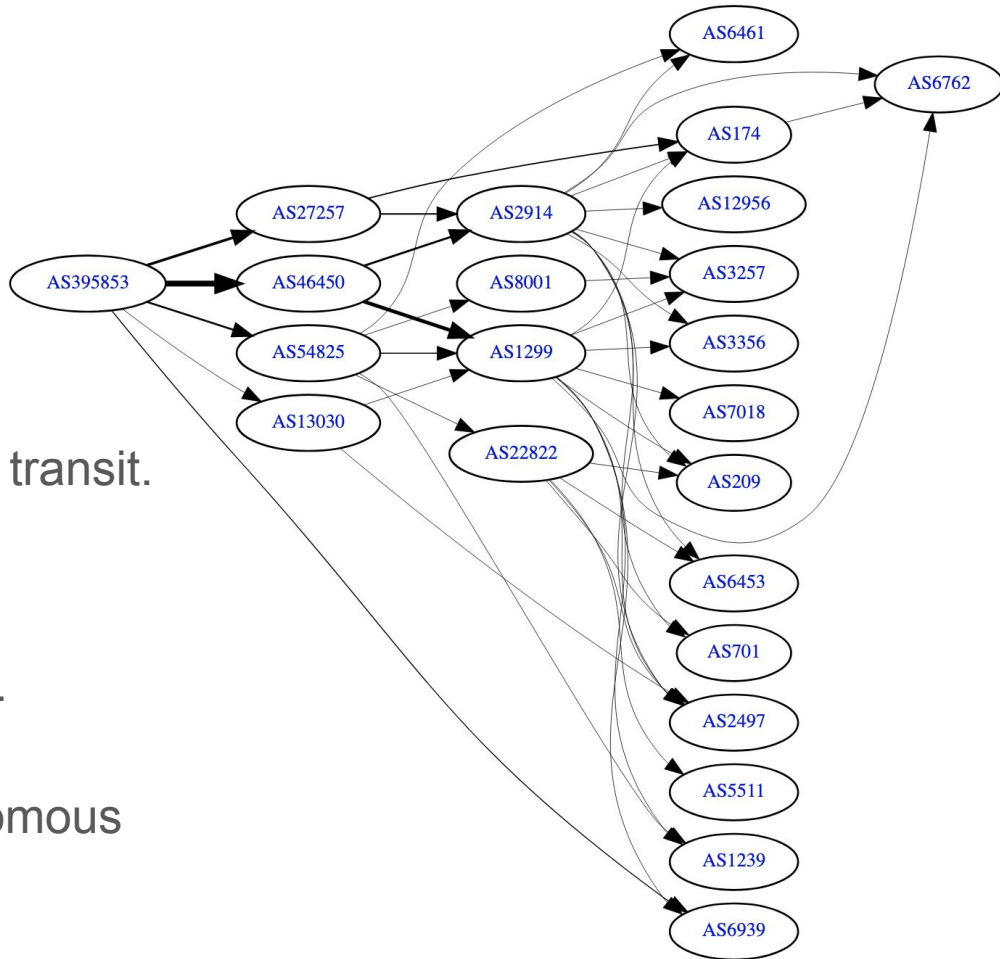 AS6461
AS6762
AS174
AS12956
AS27257
AS2914
AS395853
AS46450
AS8001
AS3257
AS54825
AS1299
AS3356
AS13030
AS7018
AS22822
AS209
transit.
AS6453
AS701
.
AS2497
AS5511
omous
AS1239
AS6939